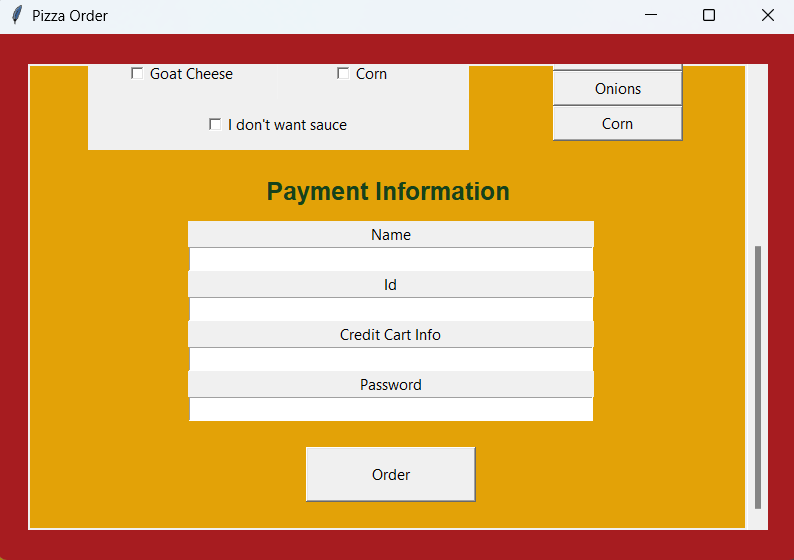 Pizza Order
Goat Cheese
Corn
Onions
I don't want sauce
Corn
Payment Information
Name
Id
Credit Cart Info
Password
Order